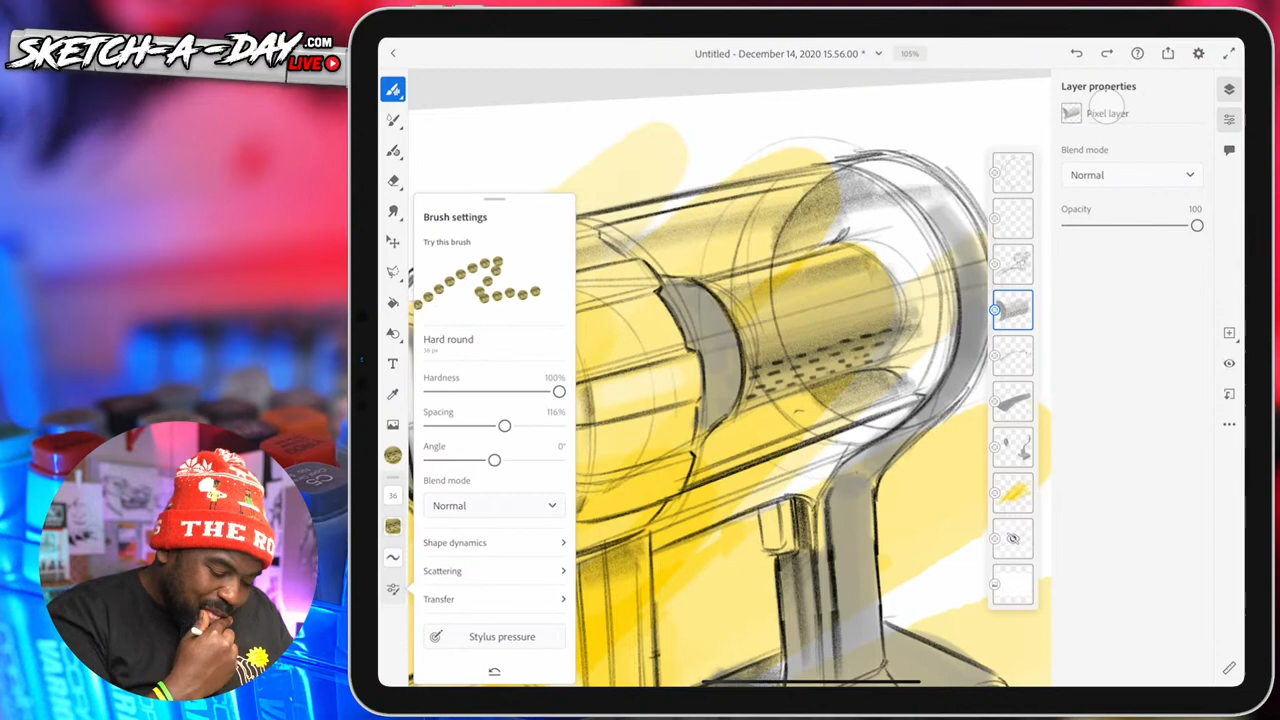 SKETCH-A-DAY.COM
LIVE
Untitled - December 14, 2020 15.56.00 *
105%
Layer properties
Pixel layer
Blend mode
Normal
Opacity
100
Brush settings
Try this brush
Hard round
36 px
Hardness
100%
Spacing
116%
Angle
0°
Blend mode
Normal
Shape dynamics
Scattering
Transfer
Stylus pressure
T
36
THE RO